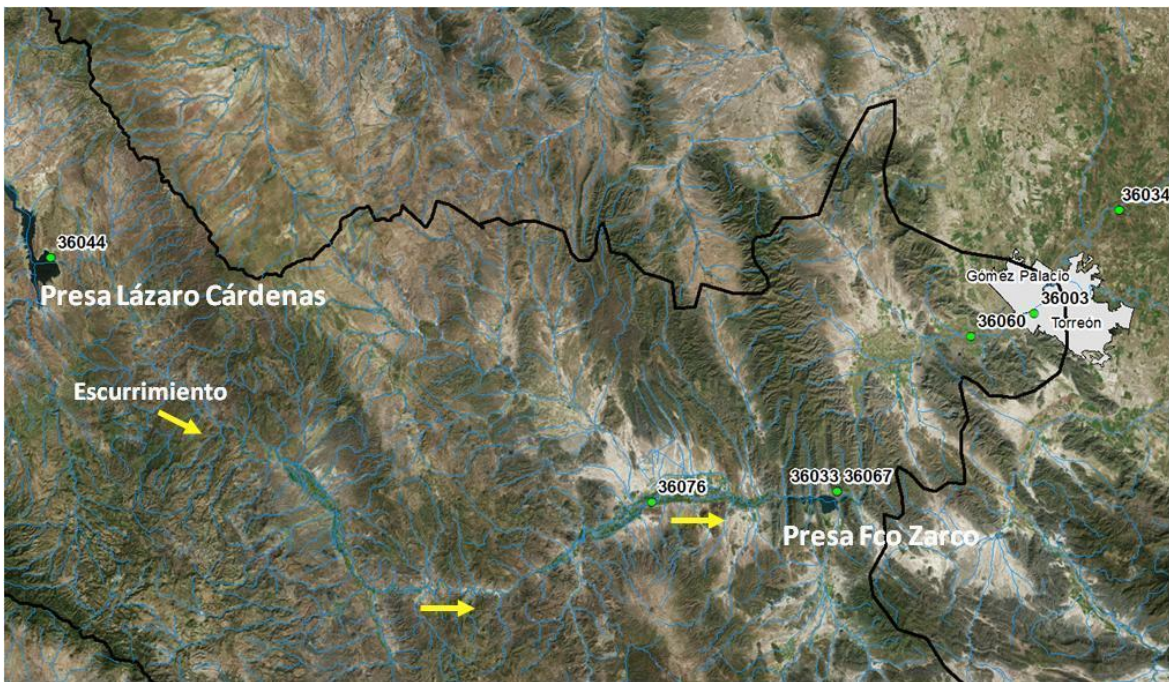 36034
36044
Gómez Palacio
Presa Lázaro Cárdenas
36003
36060
Torreón
Escurrimiento
36033 36067
36076
Presa Fco Zarco